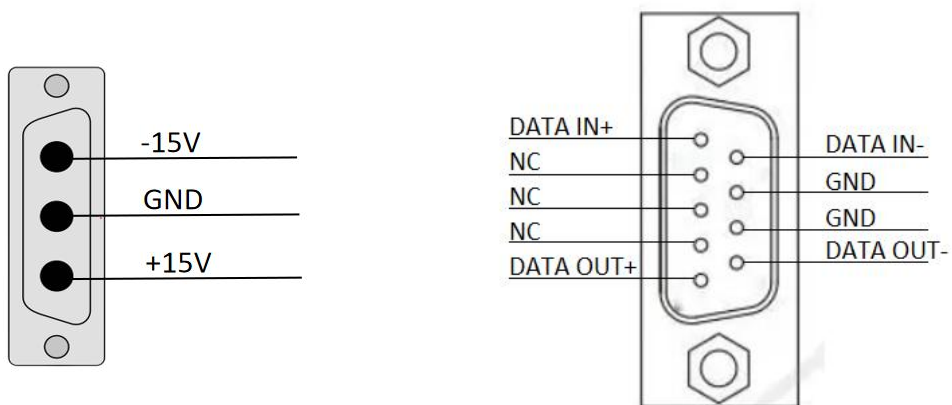 -15V
GND
+15V
DATA IN+
NC
NC
NC
DATA OUT+
DATA IN-
GND
GND
DATA OUT-